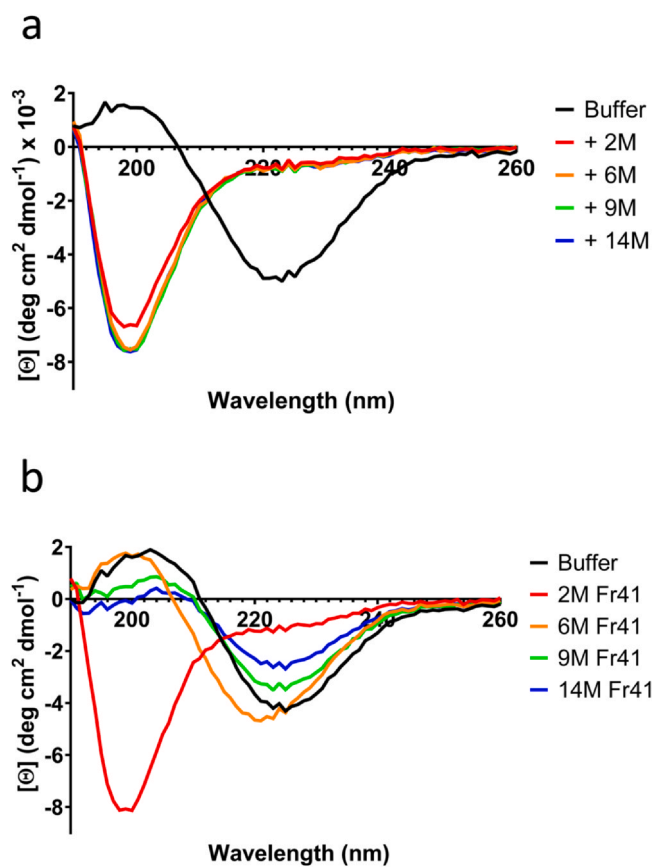 a
[Θ] (deg cm² dmol⁻¹) x 10⁻³
2
0
-2
-4
-6
-8
200
220
240
260
Wavelength (nm)
Buffer
+ 2M
+ 6M
+ 9M
+ 14M
b
[Θ] (deg cm² dmol⁻¹)
2
0
-2
-4
-6
-8
200
220
240
260
Wavelength (nm)
Buffer
2M Fr41
6M Fr41
9M Fr41
14M Fr41